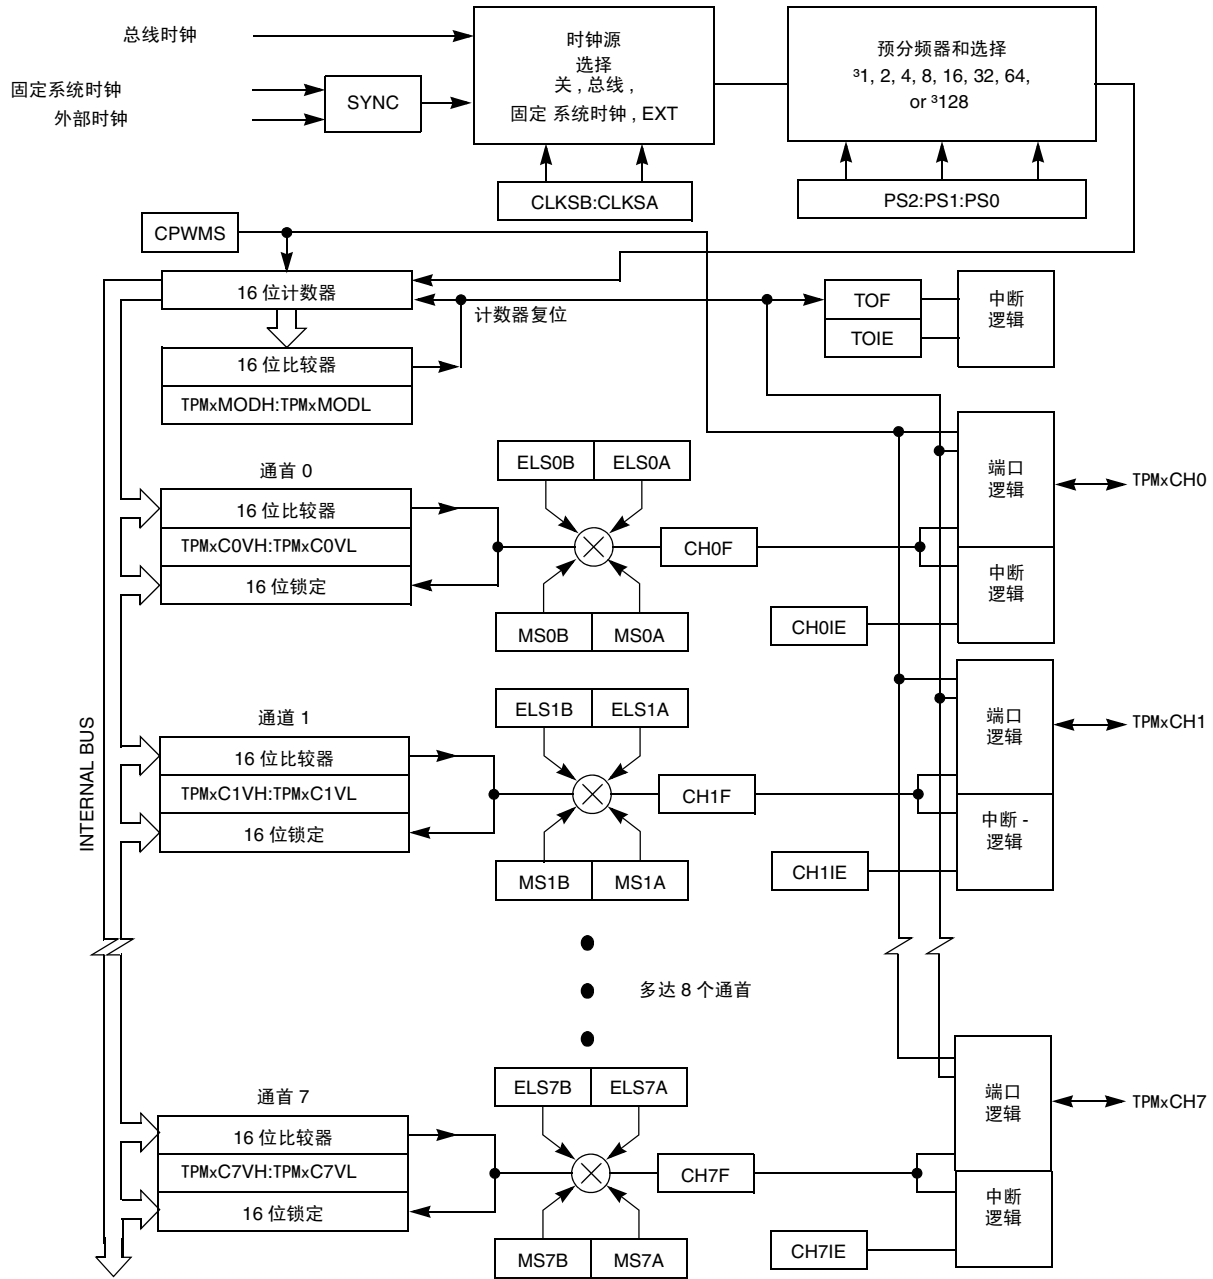 总线时钟
固定系统时钟
外部时钟
SYNC
时钟源
选择
关 , 总线 ,
固定 系统时钟 , EXT
预分频器和选择
³1, 2, 4, 8, 16, 32, 64,
or ³128
CLKSB:CLKSA
PS2:PS1:PS0
CPWMS
16 位计数器
计数器复位
TOF
TOIE
中断
逻辑
16 位比较器
TPMxMODH:TPMxMODL
通首 0
16 位比较器
TPMxC0VH:TPMxC0VL
16 位锁定
ELS0B
ELS0A
CH0F
MS0B
MS0A
CH0IE
端口
逻辑
中断
逻辑
TPMxCH0
INTERNAL BUS
通道 1
16 位比较器
TPMxC1VH:TPMxC1VL
16 位锁定
ELS1B
ELS1A
CH1F
MS1B
MS1A
CH1IE
端口
逻辑
中断 -
逻辑
TPMxCH1
多达 8 个通首
通首 7
16 位比较器
TPMxC7VH:TPMxC7VL
16 位锁定
ELS7B
ELS7A
CH7F
MS7B
MS7A
CH7IE
端口
逻辑
中断
逻辑
TPMxCH7